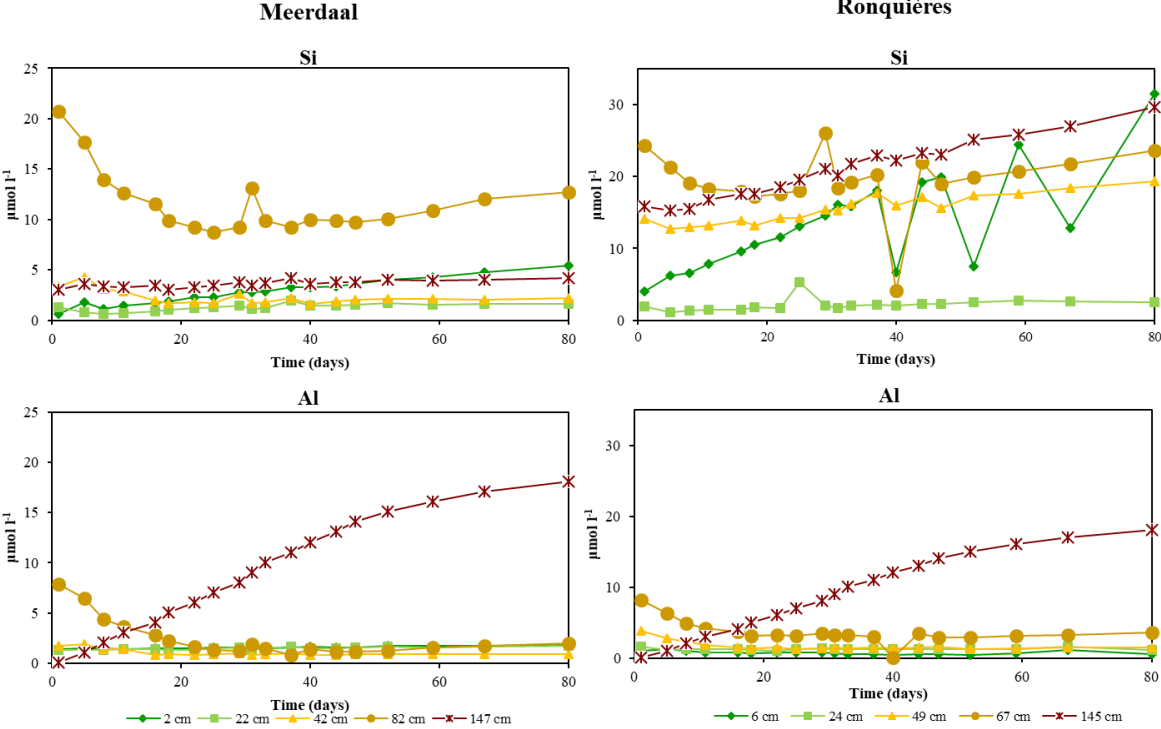 Meerdaal
Ronquières
Si
25
20
15
10
5
0
µmol l-1
0 20 40 60 80
Time (days)
Si
30
20
10
0
µmol l-1
0 20 40 60 80
Time (days)
Al
25
20
15
10
5
0
µmol l-1
0 20 40 60 80
Time (days)
2 cm 22 cm 42 cm 82 cm 147 cm
Al
30
20
10
0
µmol l-1
0 20 40 60 80
Time (days)
6 cm 24 cm 49 cm 67 cm 145 cm